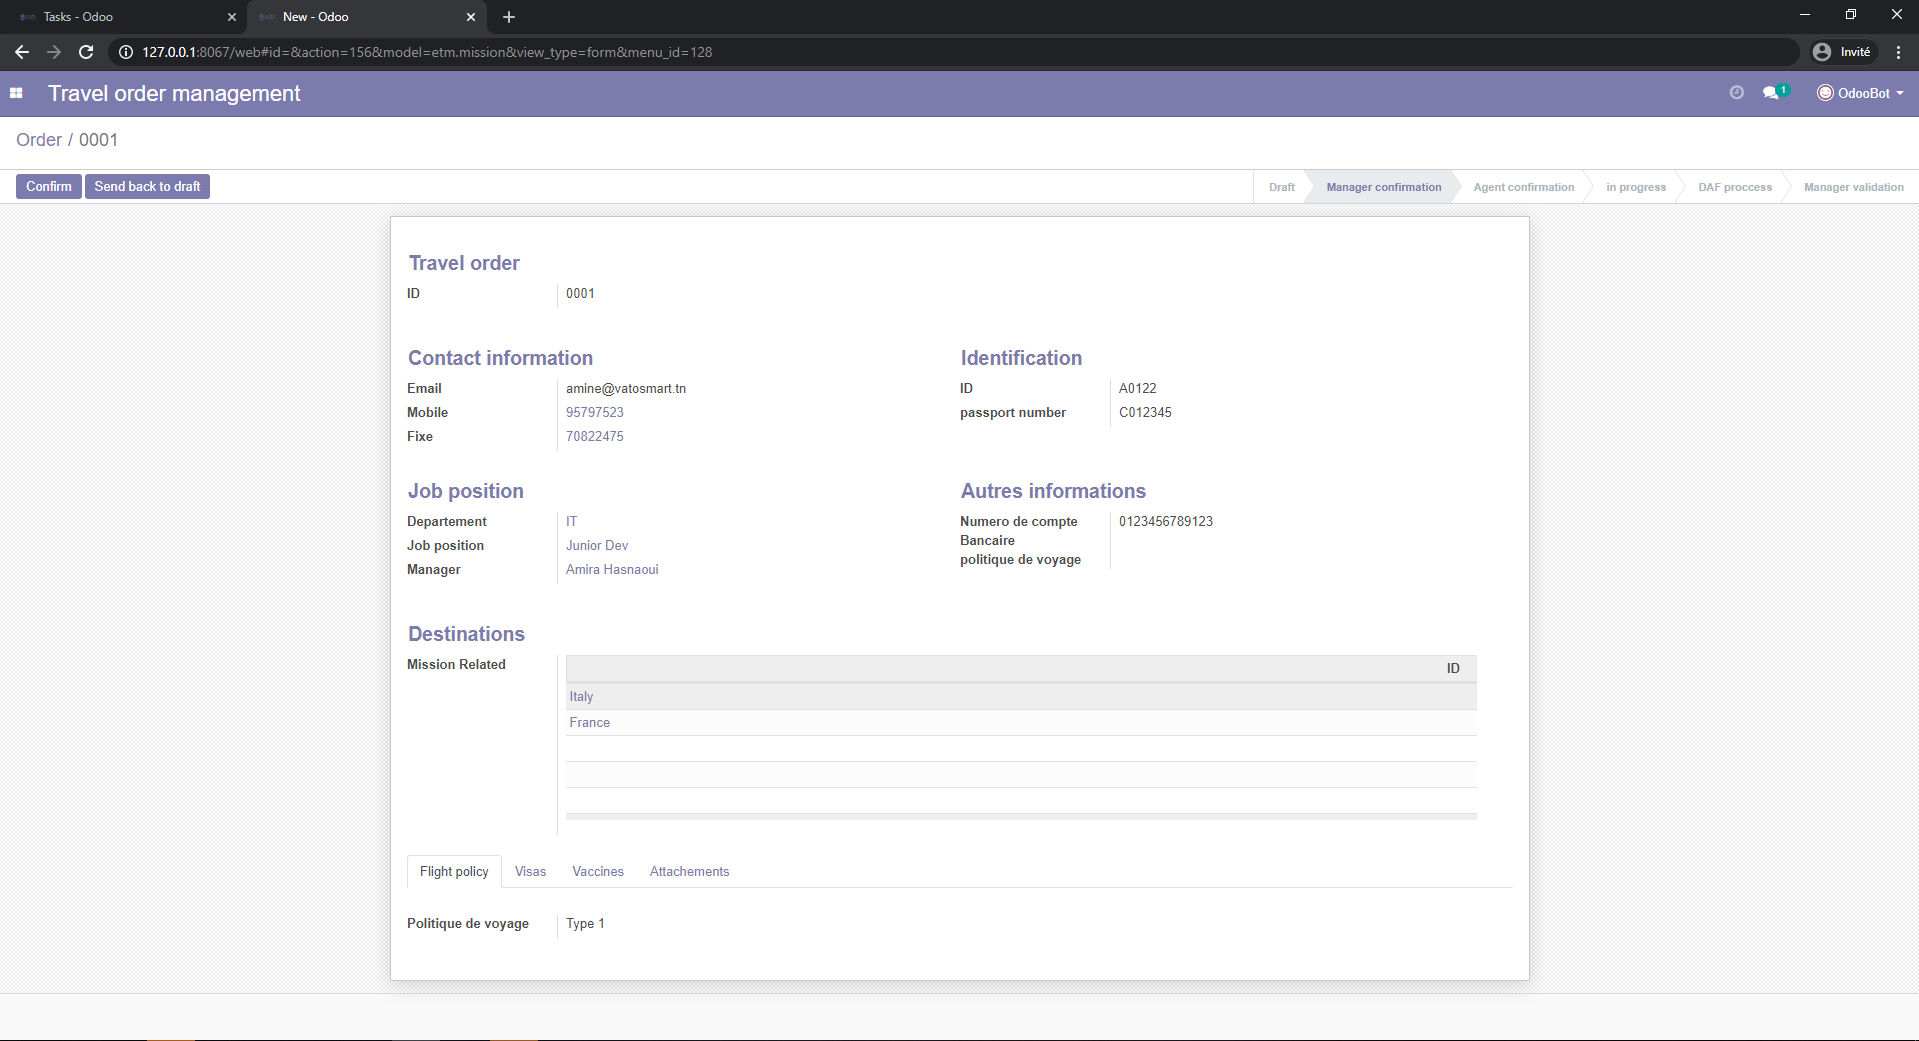 Tasks - Odoo
New - Odoo
127.0.0.1:8067/web#id=&action=156&model=etm.mission&view_type=form&menu_id=128
Invité
Travel order management
1
OdooBot
Order / 0001
Confirm
Send back to draft
Draft
Manager confirmation
Agent confirmation
in progress
DAF proccess
Manager validation
Travel order
ID
0001
Contact information
Email
amine@vatosmart.tn
Mobile
95797523
Fixe
70822475
Identification
ID
A0122
passport number
C012345
Job position
Departement
IT
Job position
Junior Dev
Manager
Amira Hasnaoui
Autres informations
Numero de compte
Bancaire
0123456789123
politique de voyage
Destinations
Mission Related
ID
Italy
France
Flight policy
Visas
Vaccines
Attachements
Politique de voyage
Type 1